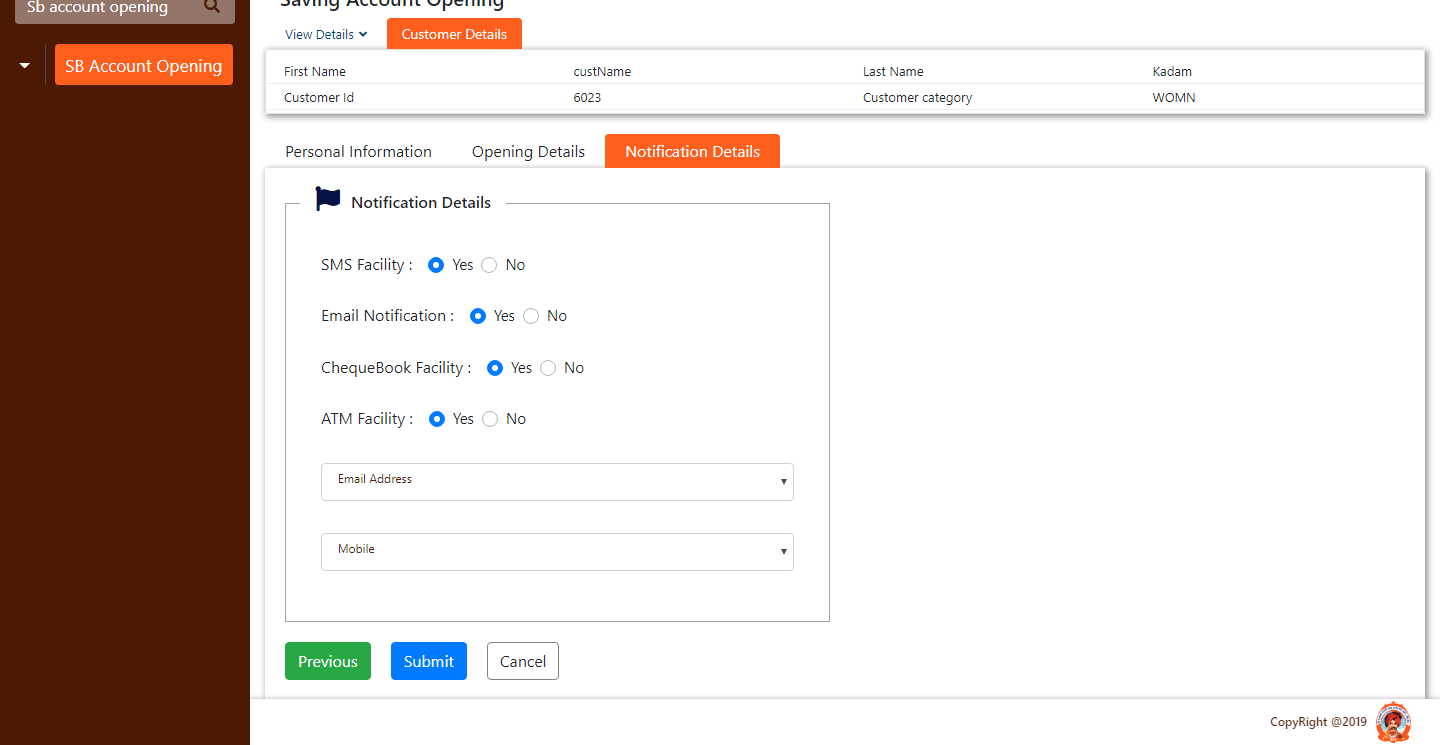 Sb account opening
SB Account Opening
Saving Account Opening
View Details Customer Details
First Name custName Last Name Kadam
Customer Id 6023 Customer category WOMN
Personal Information Opening Details Notification Details
Notification Details
SMS Facility : Yes No
Email Notification : Yes No
ChequeBook Facility : Yes No
ATM Facility : Yes No
Email Address
Mobile
Previous Submit Cancel
CopyRight @2019